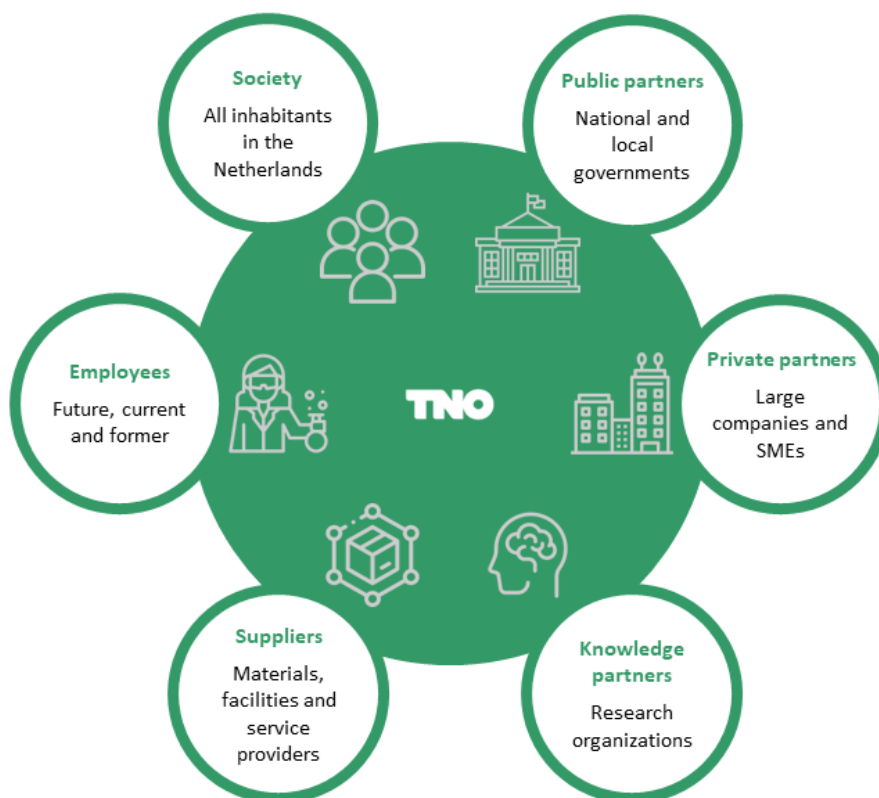 Society
All inhabitants
in the
Netherlands
Public partners
National and
local
governments
Employees
Future, current
and former
TNO
Private partners
Large
companies and
SMEs
Suppliers
Materials,
facilities and
service
providers
Knowledge
partners
Research
organizations